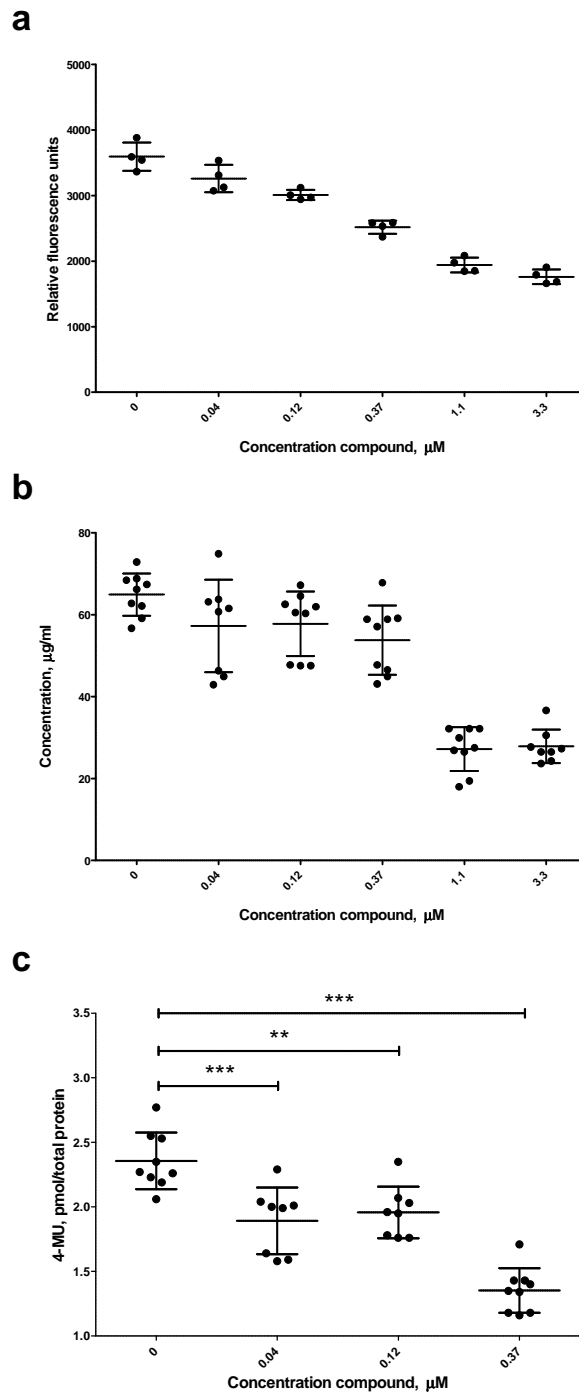 a
5000
4000
3000
2000
1000
0
Relative fluorescence units
0 0.04 0.12 0.37 1.1 3.3
Concentration compound, μM
b
80
60
40
20
0
Concentration, μg/ml
0 0.04 0.12 0.37 1.1 3.3
Concentration compound, μM
c
***
**
***
3.5
3.0
2.5
2.0
1.5
1.0
4-MU, pmol/total protein
0 0.04 0.12 0.37
Concentration compound, μM